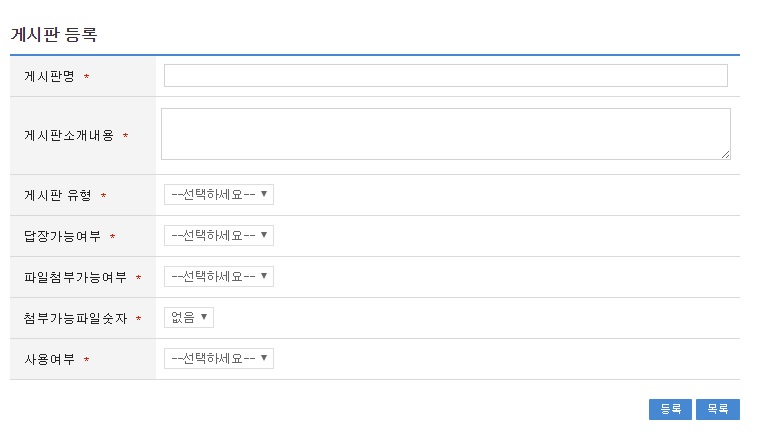 게시판 등록
게시판명 *
게시판소개내용 *
게시판 유형 * --선택하세요--
답장가능여부 * --선택하세요--
파일첨부가능여부 * --선택하세요--
첨부가능파일숫자 * 없음
사용여부 * --선택하세요--
등록 목록